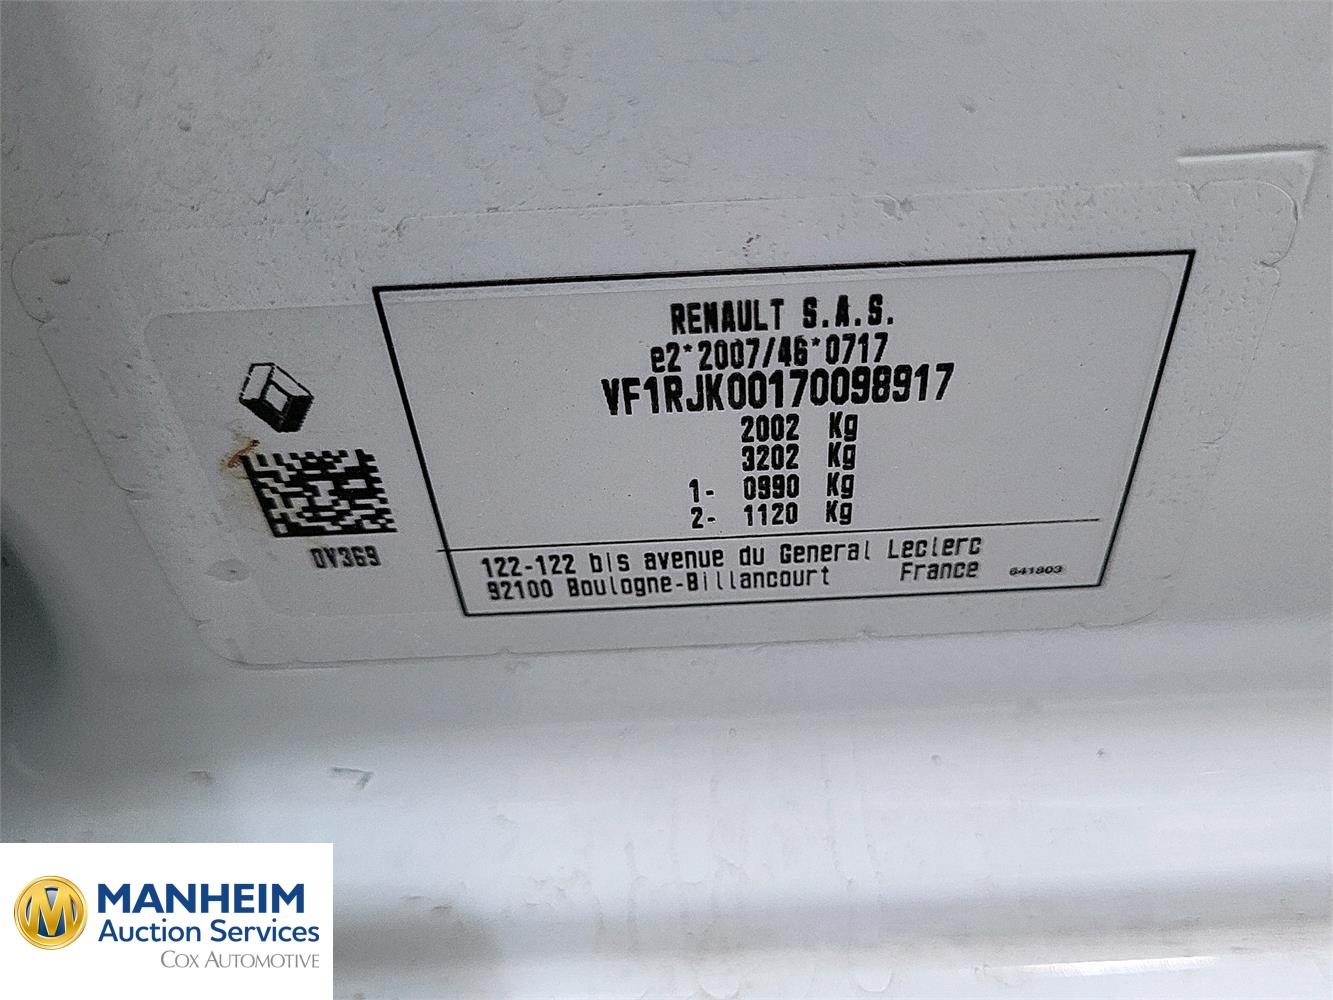 RENAULT S.A.S.
e2*2007/46*0717
VF1RJK00170098917
2002 Kg
3202 Kg
1- 0990 Kg
2- 1120 Kg
0V369
122-122 bis avenue du General Leclerc
92100 Boulogne-Billancourt France
641803
MANHEIM
Auction Services
COX AUTOMOTIVE